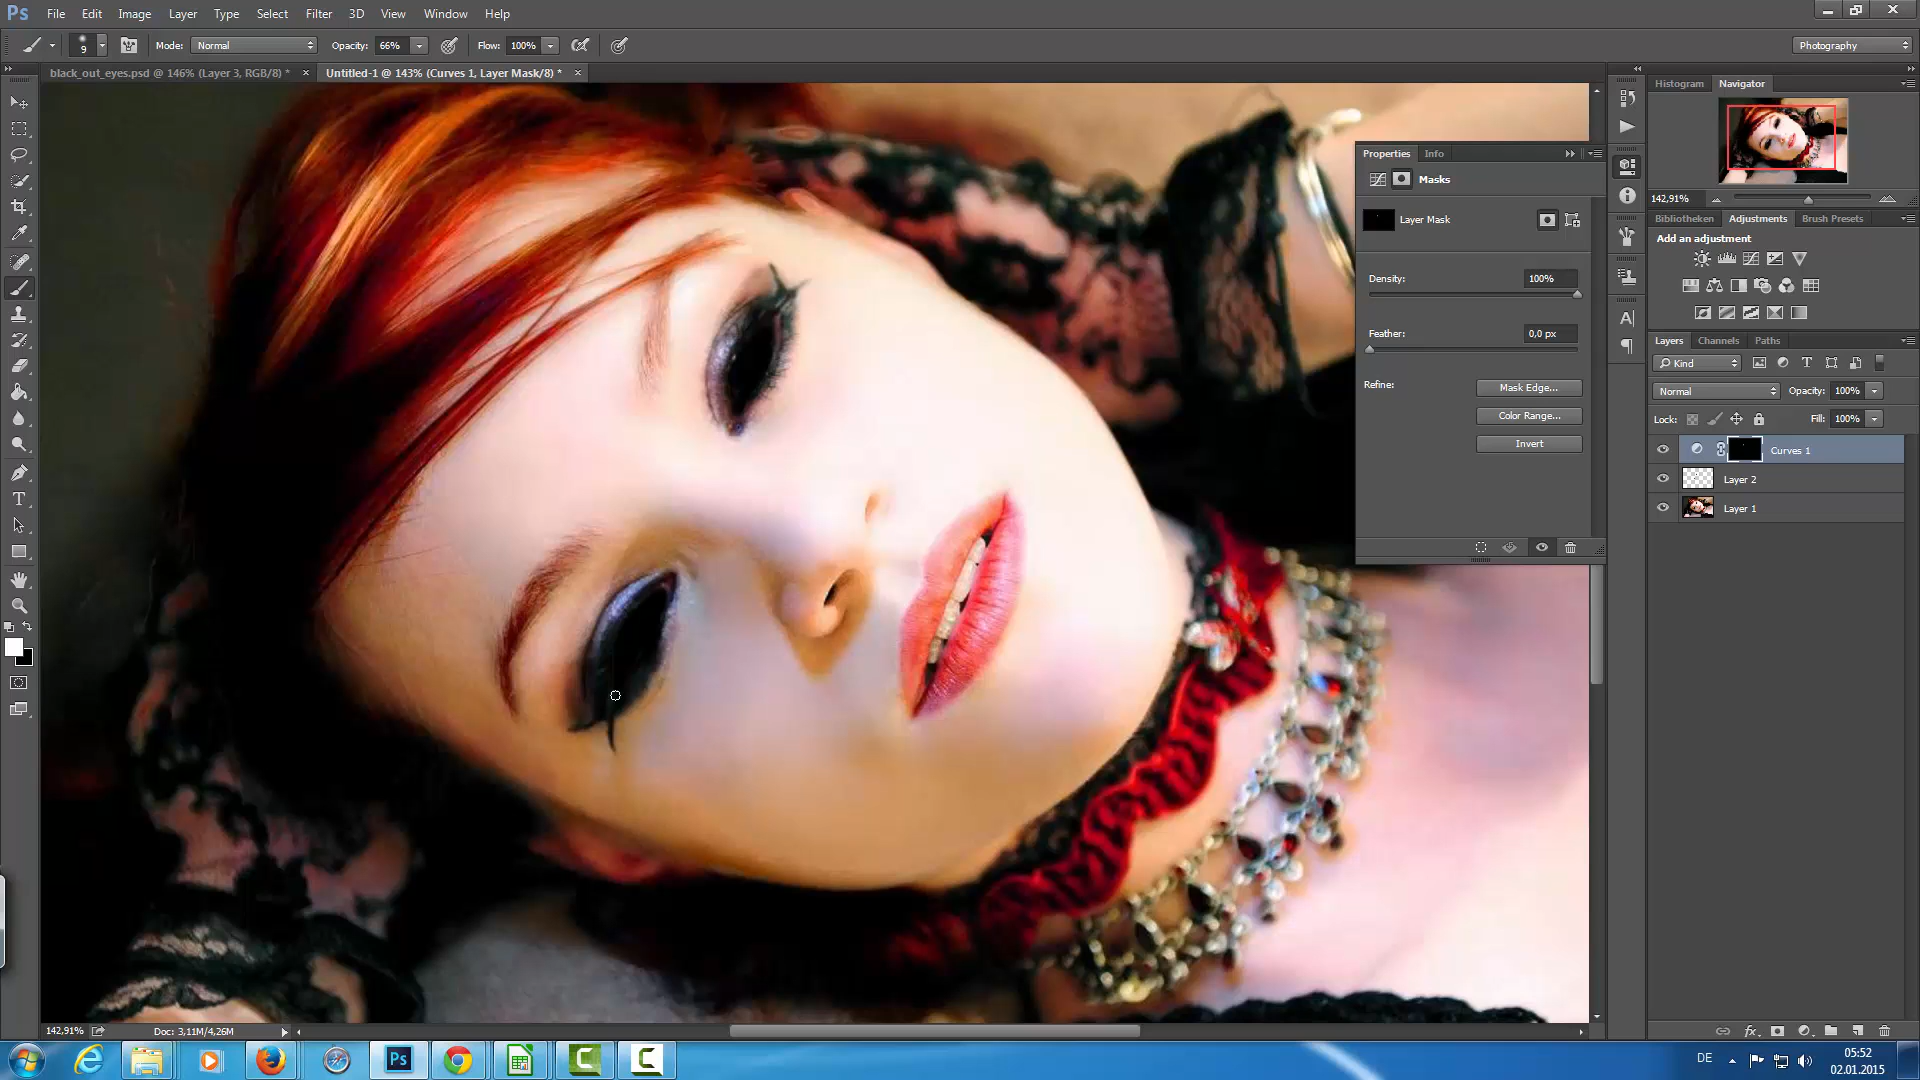 Ps File Edit Image Layer Type Select Filter 3D View Window Help
9 Mode: Normal Opacity: 66% Flow: 100% Photography
black_out_eyes.psd @ 146% (Layer 3, RGB/8) * × Untitled-1 @ 143% (Curves 1, Layer Mask/8) * ×
Histogram Navigator
142,91%
Properties Info
Masks
Layer Mask
Density: 100%
Feather: 0,0 px
Refine: Mask Edge...
Color Range...
Invert
Bibliotheken Adjustments Brush Presets
Add an adjustment
Layers Channels Paths
Kind
Normal Opacity: 100%
Lock: Fill: 100%
Curves 1
Layer 2
Layer 1
fx
142,91% Doc: 3,11M/4,26M
Ps
DE
05:52
02.01.2015